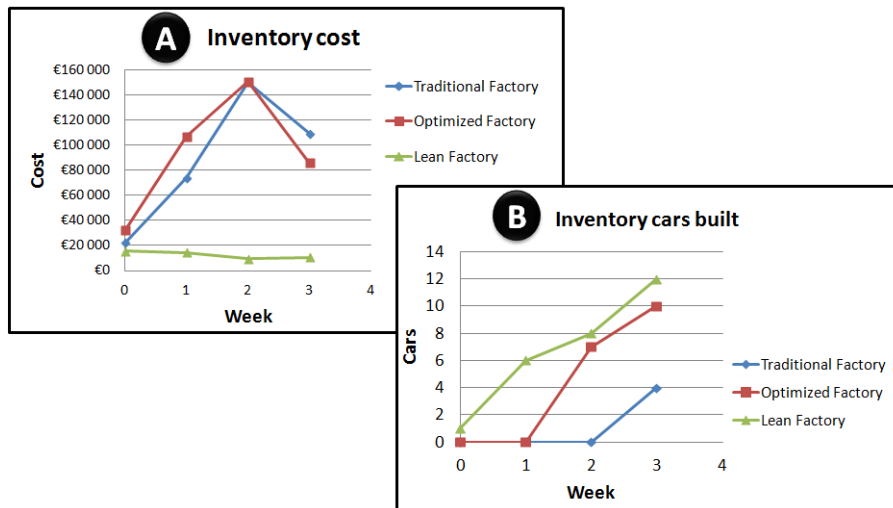 A Inventory cost
€160 000
€140 000
€120 000
€100 000
€80 000
€60 000
€40 000
€20 000
€0
Cost
0 1 2 3 4
Week
Traditional Factory
Optimized Factory
Lean Factory
B Inventory cars built
14
12
10
8
6
4
2
0
Cars
0 1 2 3 4
Week
Traditional Factory
Optimized Factory
Lean Factory